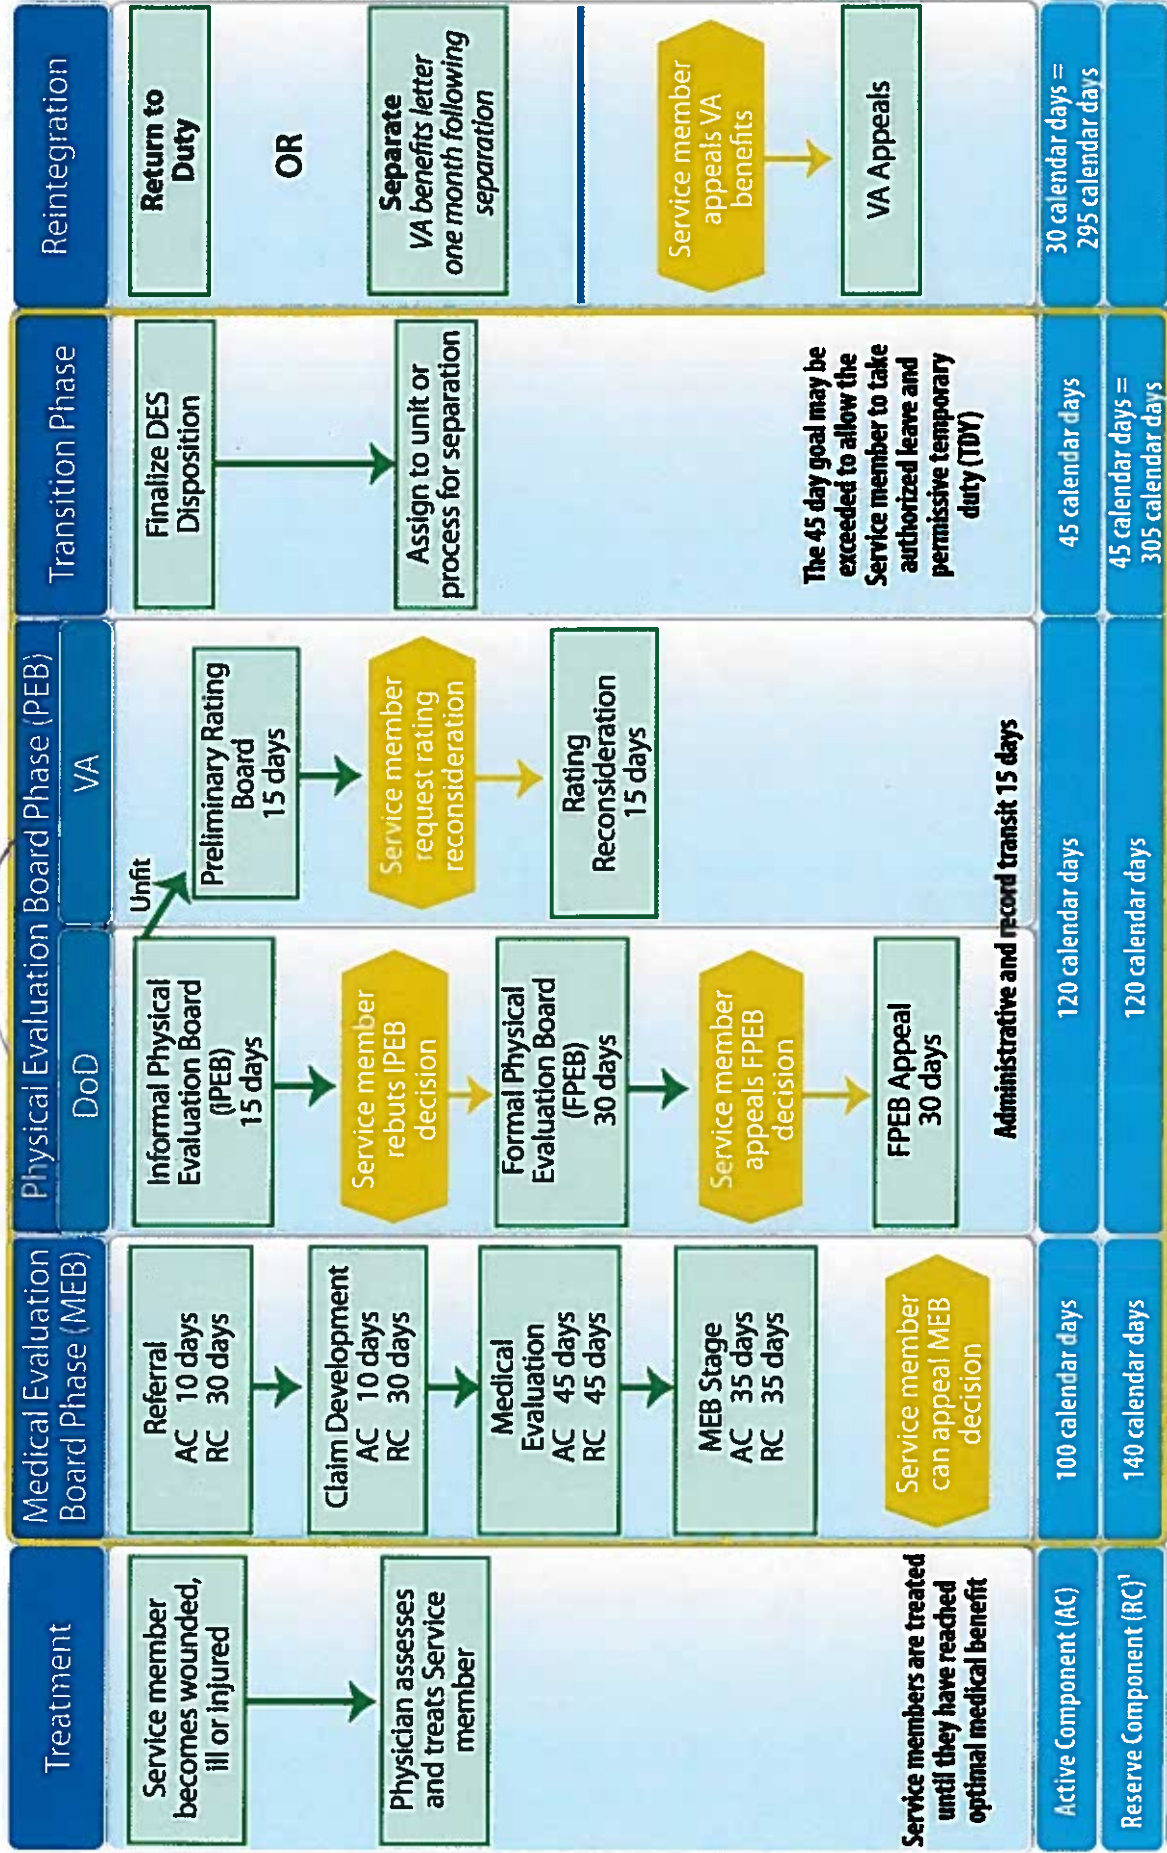 Treatment
Service member
becomes wounded,
ill or injured
Physician assesses
and treats Service
member
Service members are treated
until they have reached
optimal medical benefit
Medical Evaluation
Board Phase (MEB)
Referral
AC 10 days
RC 30 days
Claim Development
AC 10 days
RC 30 days
Medical
Evaluation
AC 45 days
RC 45 days
MEB Stage
AC 35 days
RC 35 days
Service member
can appeal MEB
decision
Physical Evaluation Board Phase (PEB)
DoD
Informal Physical
Evaluation Board
(IPEB)
15 days
Service member
rebuts IPEB
decision
Formal Physical
Evaluation Board
(FPEB)
30 days
Service member
appeals FPEB
decision
FPEB Appeal
30 days
VA
Unfit
Preliminary Rating
Board
15 days
Service member
request rating
reconsideration
Rating
Reconsideration
15 days
Administrative and record transit 15 days
Transition Phase
Finalize DES
Disposition
Assign to unit or
process for separation
The 45 day goal may be
exceeded to allow the
Service member to take
authorized leave and
permissive temporary
duty (TDY)
Reintegration
Return to
Duty
OR
Separate
VA benefits letter
one month following
separation
Service member
appeals VA
benefits
VA Appeals
Active Component (AC)
100 calendar days
120 calendar days
45 calendar days
30 calendar days =
295 calendar days
Reserve Component (RC)¹
140 calendar days
120 calendar days
45 calendar days =
305 calendar days